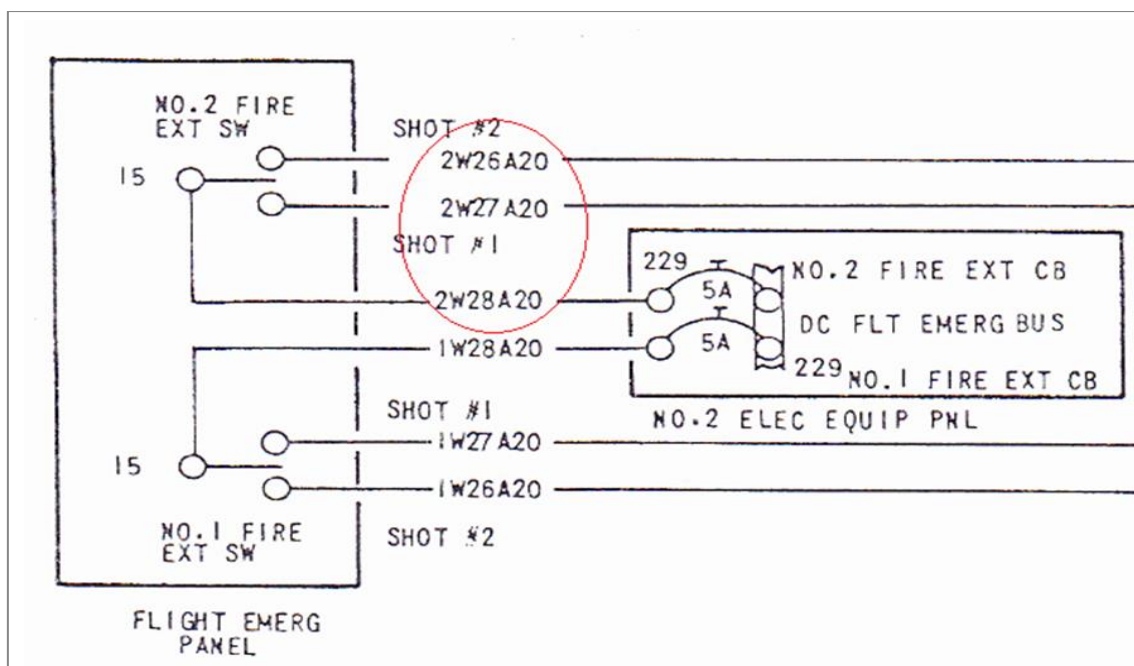 NO.2 FIRE
EXT SW
SHOT #2
2W26A20
15
2W27A20
SHOT #1
229
NO.2 FIRE EXT CB
5A
2W28A20
DC FLT EMERG BUS
1W28A20
5A
229
NO.1 FIRE EXT CB
SHOT #1
NO.2 ELEC EQUIP PNL
1W27A20
15
1W26A20
NO.1 FIRE
EXT SW
SHOT #2
FLIGHT EMERG
PANEL